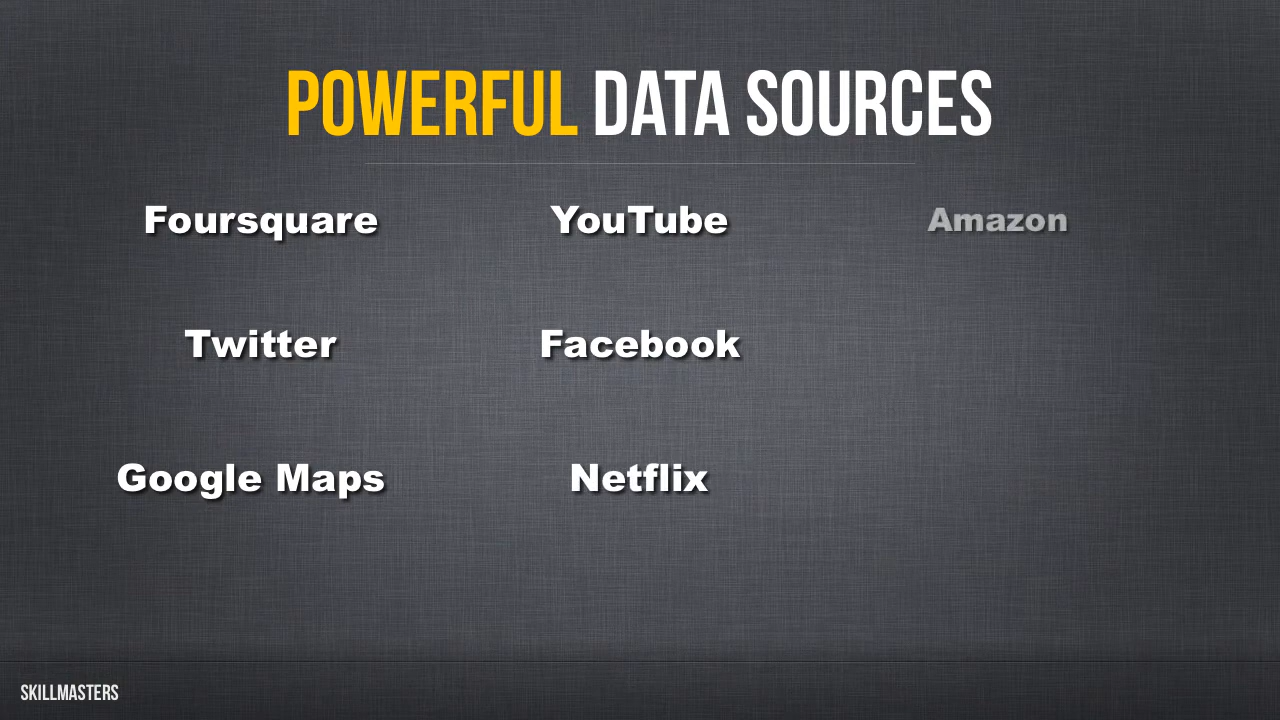 POWERFUL DATA SOURCES
Foursquare YouTube Amazon
Twitter Facebook
Google Maps Netflix
SKILLMASTERS